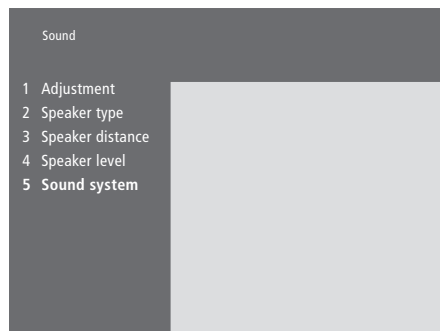 Sound
1 Adjustment
2 Speaker type
3 Speaker distance
4 Speaker level
5 Sound system